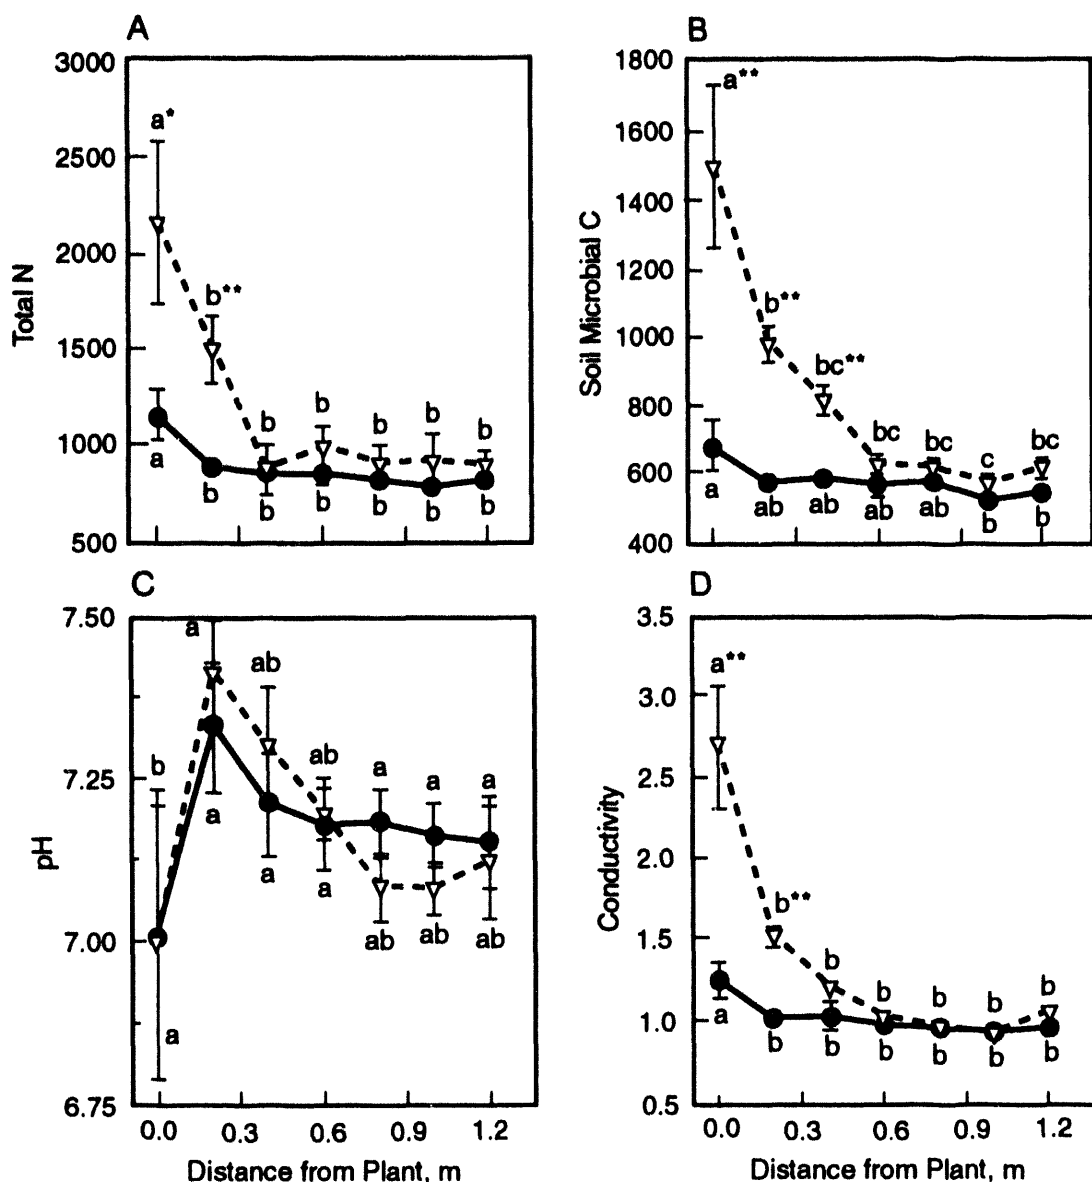 A
3000
2500
2000
1500
1000
500
Total N
a*
b**
b
b
b
b
b
a
b
b
b
b
b
b
B
1800
1600
1400
1200
1000
800
600
400
Soil Microbial C
a**
b**
bc**
bc
bc
c
bc
a
ab
ab
ab
ab
b
b
C
7.50
7.25
7.00
6.75
pH
b
a
ab
ab
a
a
a
a
a
a
a
ab
ab
ab
0.0
0.3
0.6
0.9
1.2
Distance from Plant, m
D
3.5
3.0
2.5
2.0
1.5
1.0
0.5
Conductivity
a**
b**
b
b
b
b
b
a
b
b
b
b
b
b
0.0
0.3
0.6
0.9
1.2
Distance from Plant, m